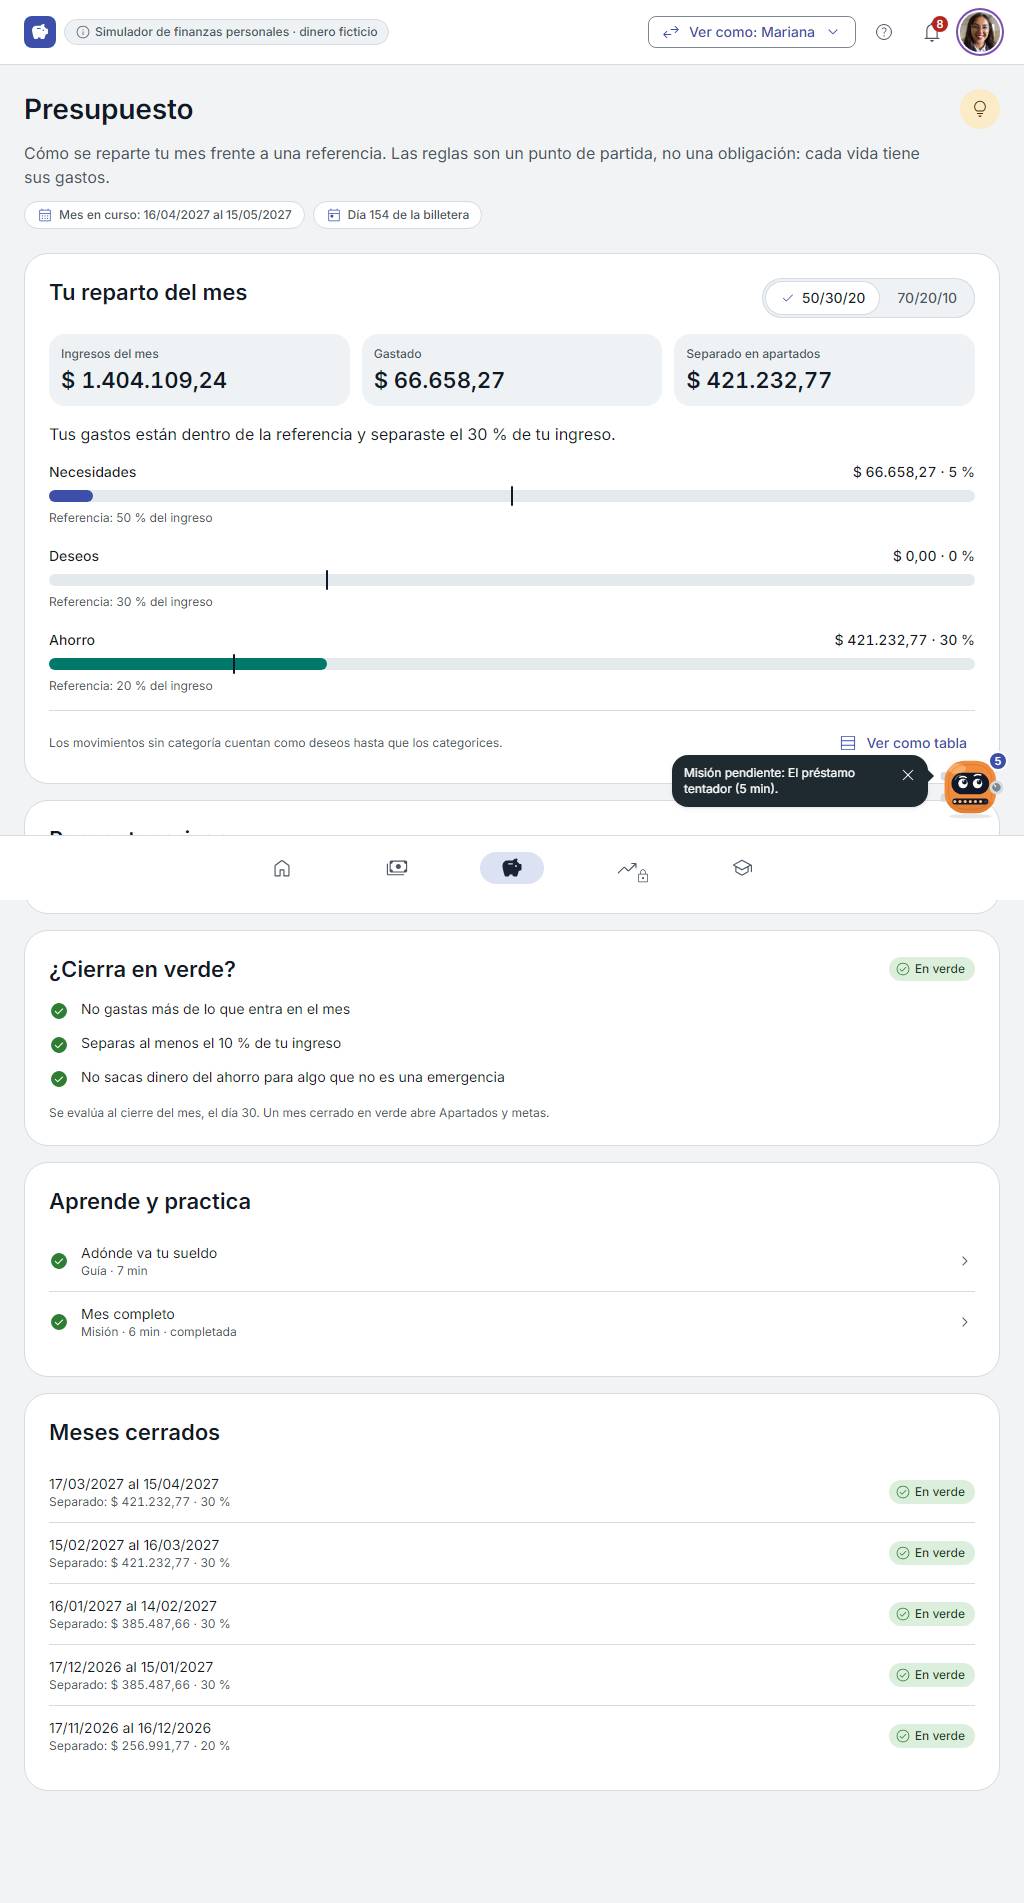 Simulador de finanzas personales · dinero ficticio
Ver como: Mariana
8
Presupuesto
Cómo se reparte tu mes frente a una referencia. Las reglas son un punto de partida, no una obligación: cada vida tiene
sus gastos.
Mes en curso: 16/04/2027 al 15/05/2027
Día 154 de la billetera
Tu reparto del mes
50/30/20
70/20/10
Ingresos del mes
$ 1.404.109,24
Gastado
$ 66.658,27
Separado en apartados
$ 421.232,77
Tus gastos están dentro de la referencia y separaste el 30 % de tu ingreso.
Necesidades
$ 66.658,27 · 5 %
Referencia: 50 % del ingreso
Deseos
$ 0,00 · 0 %
Referencia: 30 % del ingreso
Ahorro
$ 421.232,77 · 30 %
Referencia: 20 % del ingreso
Los movimientos sin categoría cuentan como deseos hasta que los categorices.
Ver como tabla
Misión pendiente: El préstamo
tentador (5 min).
5
¿Cierra en verde?
En verde
No gastas más de lo que entra en el mes
Separas al menos el 10 % de tu ingreso
No sacas dinero del ahorro para algo que no es una emergencia
Se evalúa al cierre del mes, el día 30. Un mes cerrado en verde abre Apartados y metas.
Aprende y practica
Adónde va tu sueldo
Guía · 7 min
Mes completo
Misión · 6 min · completada
Meses cerrados
17/03/2027 al 15/04/2027
Separado: $ 421.232,77 · 30 %
En verde
15/02/2027 al 16/03/2027
Separado: $ 421.232,77 · 30 %
En verde
16/01/2027 al 14/02/2027
Separado: $ 385.487,66 · 30 %
En verde
17/12/2026 al 15/01/2027
Separado: $ 385.487,66 · 30 %
En verde
17/11/2026 al 16/12/2026
Separado: $ 256.991,77 · 20 %
En verde